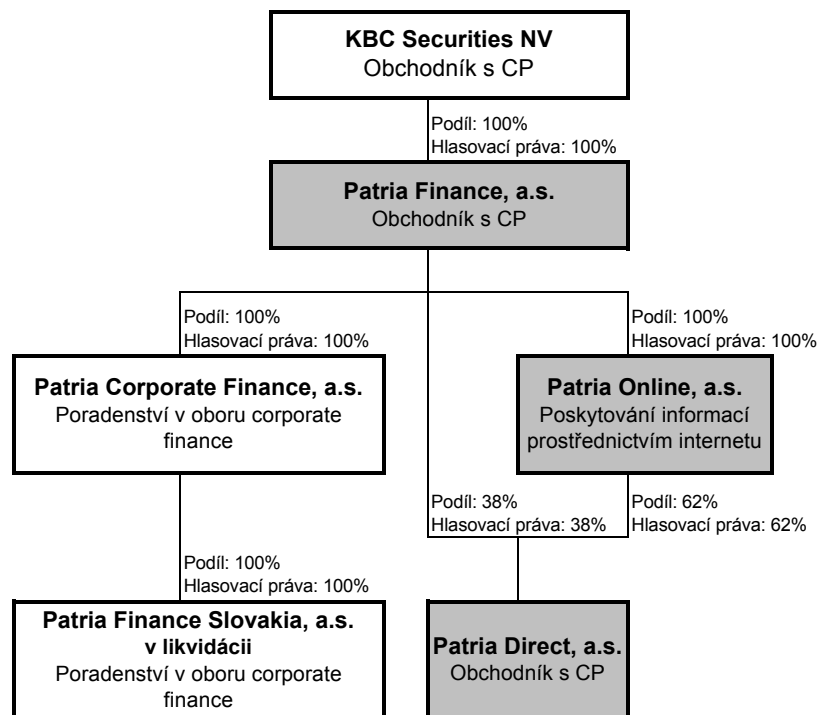 KBC Securities NV
Obchodník s CP
Podíl: 100%
Hlasovací práva: 100%
Patria Finance, a.s.
Obchodník s CP
Podíl: 100%
Hlasovací práva: 100%
Podíl: 100%
Hlasovací práva: 100%
Patria Corporate Finance, a.s.
Poradenství v oboru corporate
finance
Patria Online, a.s.
Poskytování informací
prostřednictvím internetu
Podíl: 38%
Hlasovací práva: 38%
Podíl: 62%
Hlasovací práva: 62%
Podíl: 100%
Hlasovací práva: 100%
Patria Finance Slovakia, a.s.
v likvidácii
Poradenství v oboru corporate
finance
Patria Direct, a.s.
Obchodník s CP